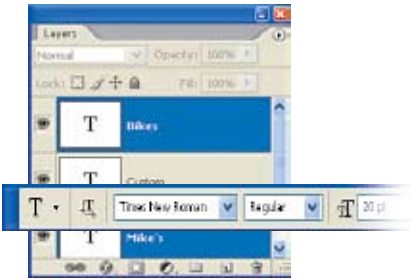 Layers
Normal Opacity: 100%
Lock: Fill: 100%
T Bikes
T Custom
T Times New Roman Regular T 20 pt
T Mike's